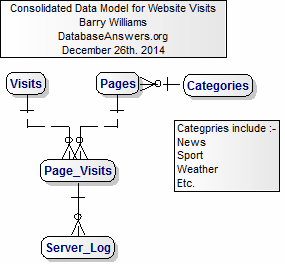 Consolidated Data Model for Website Visits
Barry Williams
DatabaseAnswers.org
December 26th. 2014
Visits
Pages
Categories
Categpries include :-
News
Sport
Weather
Etc.
Page_Visits
Server_Log